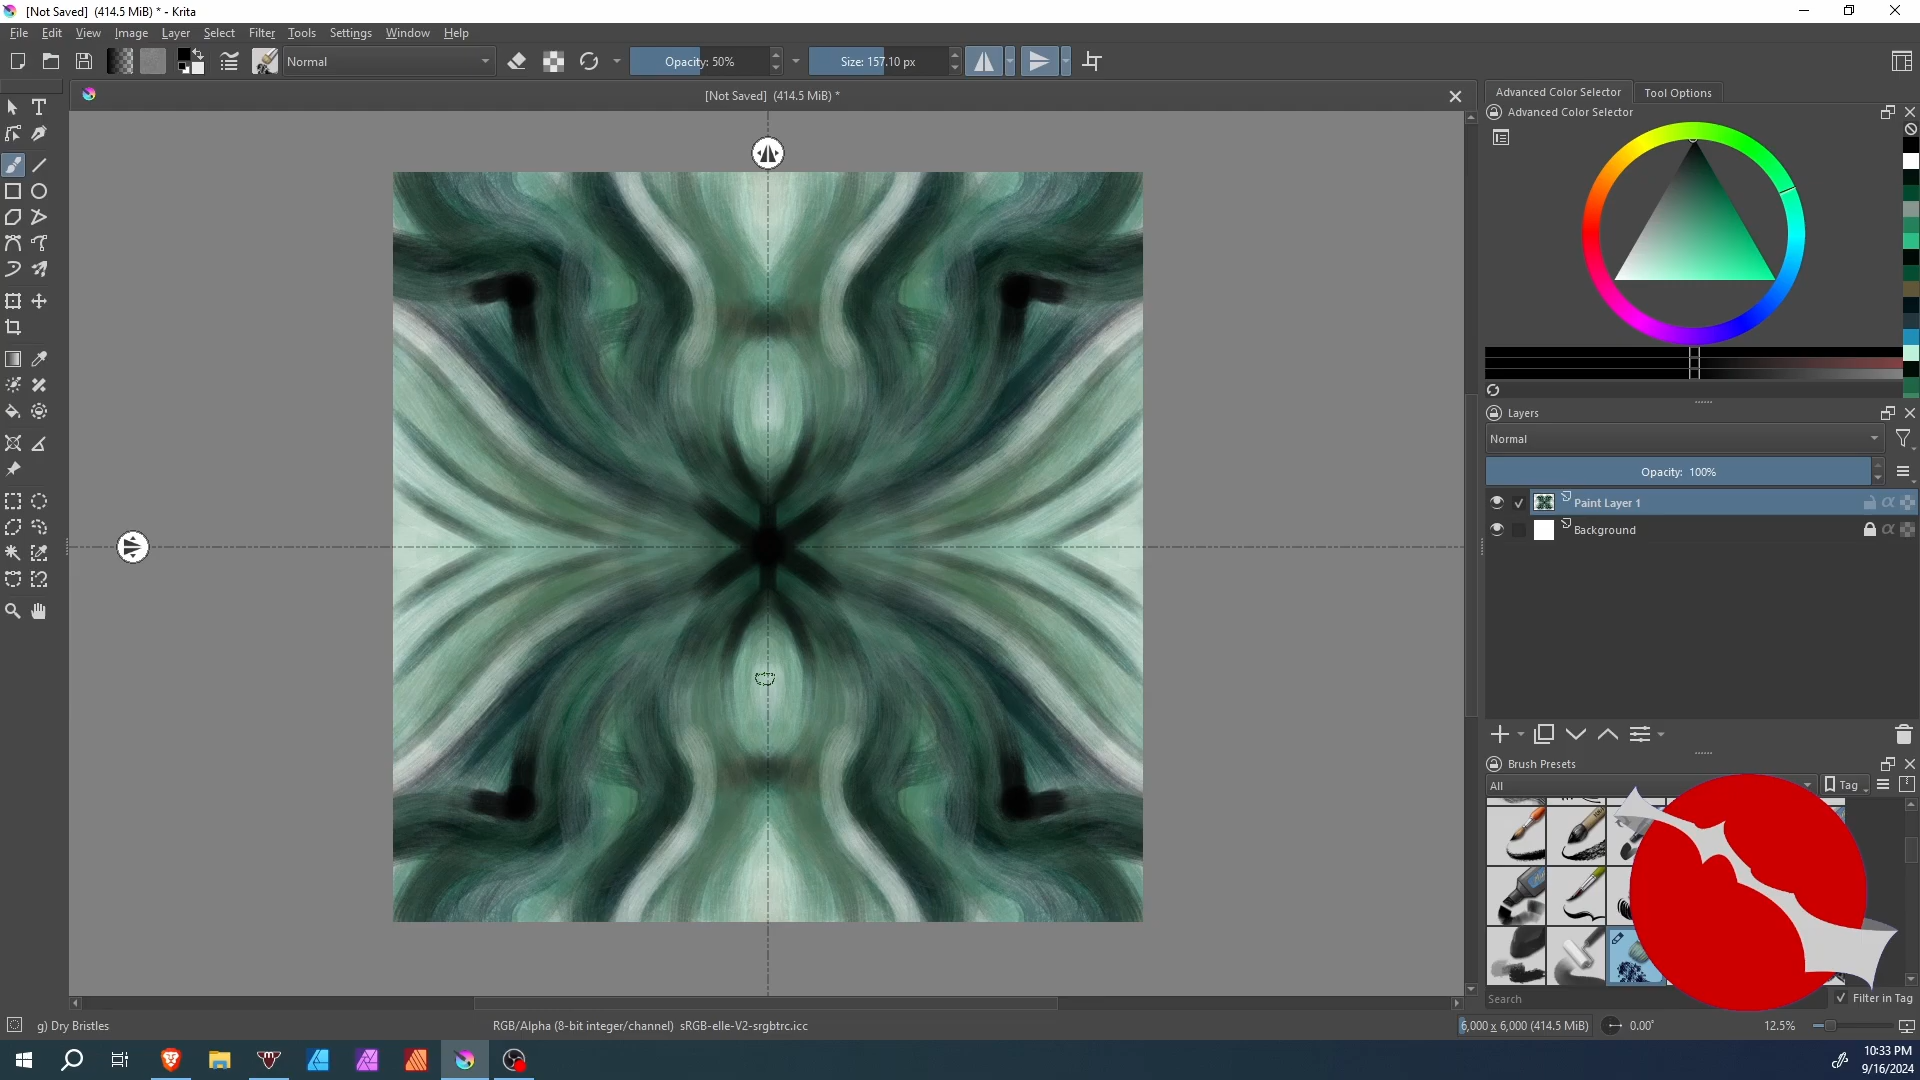 [Not Saved]  (414.5 MiB) * - Krita
File Edit View Image Layer Select Filter Tools Settings Window Help
Normal
Opacity: 50%
Size: 157.10 px
[Not Saved]  (414.5 MiB) *
Advanced Color Selector
Tool Options
Advanced Color Selector
Layers
Normal
Opacity:  100%
Paint Layer 1
Background
Brush Presets
All
Tag
Search
Filter in Tag
g) Dry Bristles
RGB/Alpha (8-bit integer/channel)  sRGB-elle-V2-srgbtrc.icc
6,000 x 6,000 (414.5 MiB)
0.00°
12.5%
10:33 PM
9/16/2024